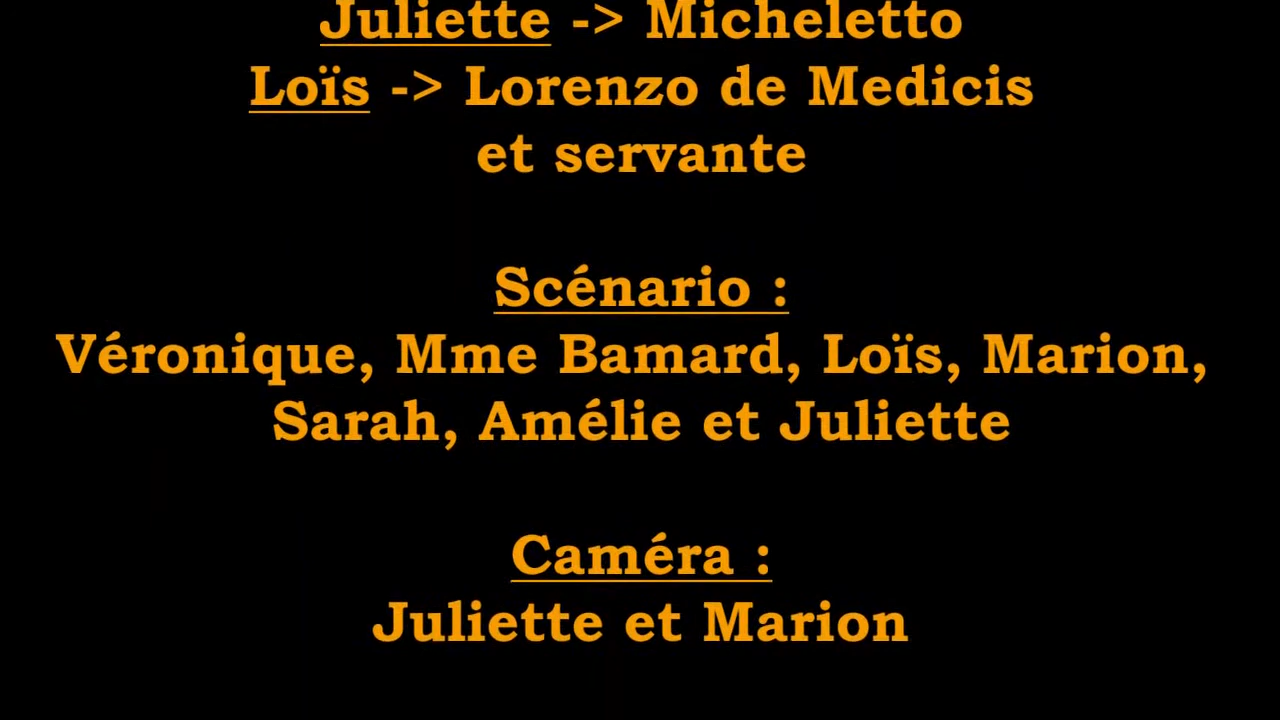 Juliette -> Micheletto
Loïs -> Lorenzo de Medicis
et servante
Scénario :
Véronique, Mme Bamard, Loïs, Marion,
Sarah, Amélie et Juliette
Caméra :
Juliette et Marion